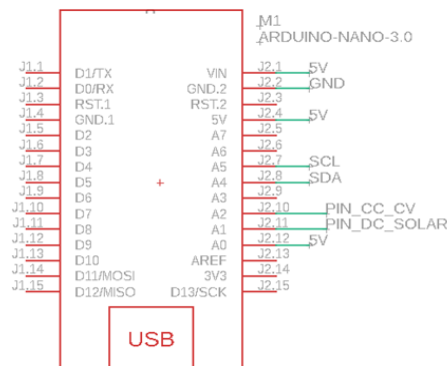 M1
ARDUINO-NANO-3.0
J1.1 D1/TX VIN J2.1 5V
J1.2 D0/RX GND.2 J2.2 GND
J1.3 RST.1 RST.2 J2.3
J1.4 GND.1 5V J2.4 5V
J1.5 D2 A7 J2.5
J1.6 D3 A6 J2.6
J1.7 D4 A5 J2.7 SCL
J1.8 D5 A4 J2.8 SDA
J1.9 D6 A3 J2.9
J1.10 D7 A2 J2.10 PIN_CC_CV
J1.11 D8 A1 J2.11 PIN_DC_SOLAR
J1.12 D9 A0 J2.12 5V
J1.13 D10 AREF J2.13
J1.14 D11/MOSI 3V3 J2.14
J1.15 D12/MISO D13/SCK J2.15
USB